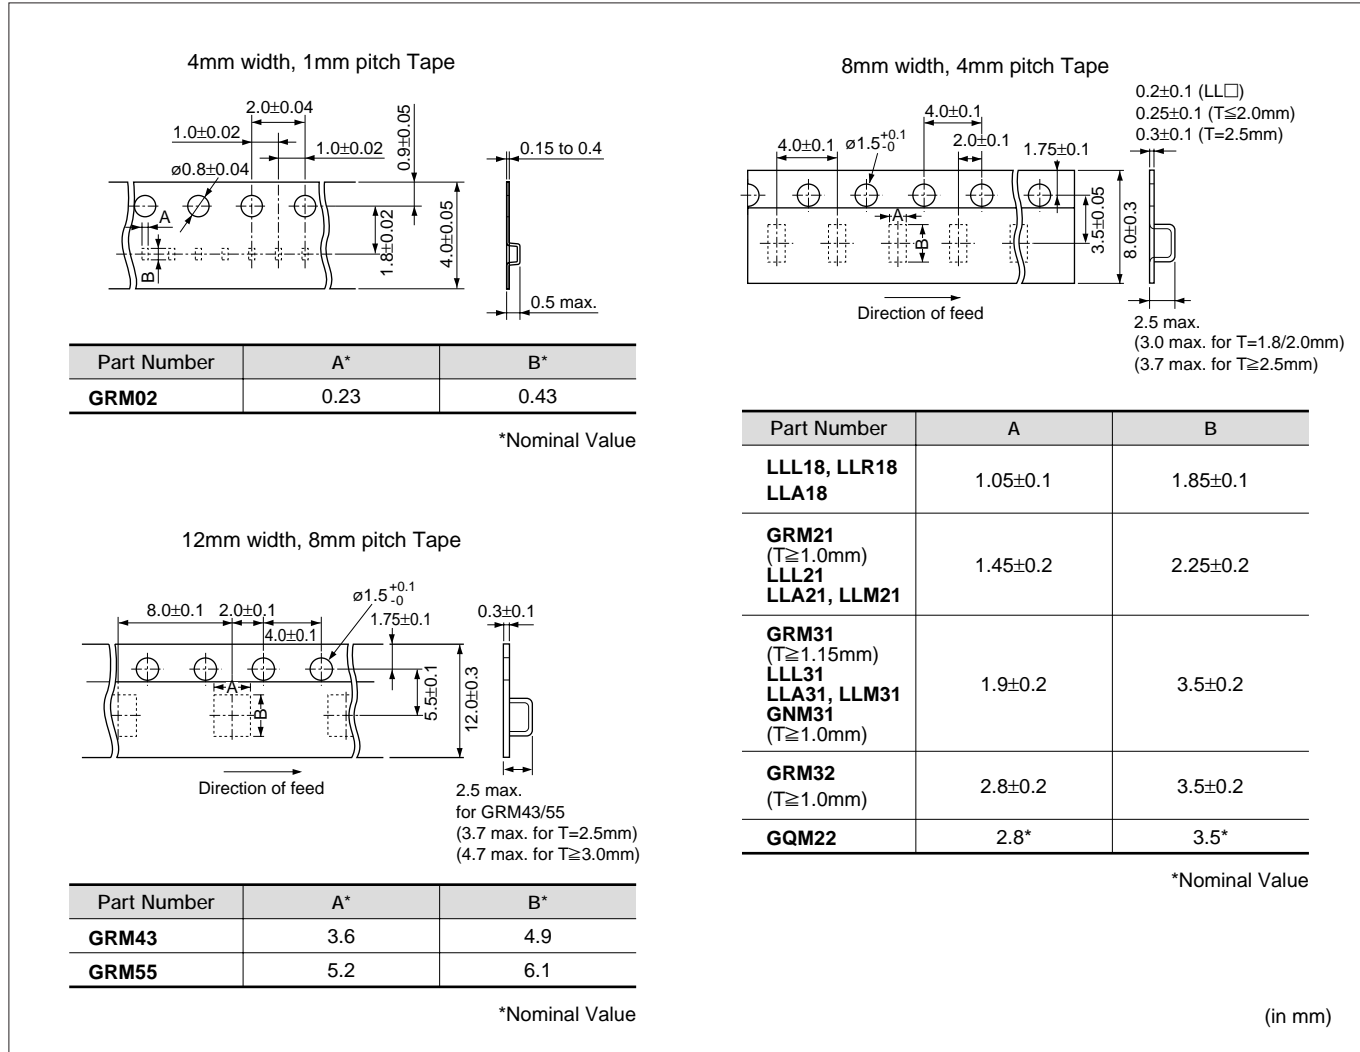 4mm width, 1mm pitch Tape
2.0±0.04
1.0±0.02
1.0±0.02
ø0.8±0.04
0.9±0.05
0.15 to 0.4
A
B
1.8±0.02
4.0±0.05
0.5 max.
Part Number A* B*
GRM02 0.23 0.43
*Nominal Value
12mm width, 8mm pitch Tape
8.0±0.1 2.0±0.1
4.0±0.1
ø1.5 +0.1 -0
1.75±0.1
0.3±0.1
A
B
5.5±0.1
12.0±0.3
Direction of feed
2.5 max.
for GRM43/55
(3.7 max. for T=2.5mm)
(4.7 max. for T≧3.0mm)
Part Number A* B*
GRM43 3.6 4.9
GRM55 5.2 6.1
*Nominal Value
8mm width, 4mm pitch Tape
0.2±0.1 (LL□)
0.25±0.1 (T≦2.0mm)
0.3±0.1 (T=2.5mm)
4.0±0.1
4.0±0.1 ø1.5 +0.1 -0 2.0±0.1
1.75±0.1
A
B
3.5±0.05
8.0±0.3
Direction of feed
2.5 max.
(3.0 max. for T=1.8/2.0mm)
(3.7 max. for T≧2.5mm)
Part Number A B
LLL18, LLR18
LLA18
1.05±0.1 1.85±0.1
GRM21
(T≧1.0mm)
LLL21
LLA21, LLM21
1.45±0.2 2.25±0.2
GRM31
(T≧1.15mm)
LLL31
LLA31, LLM31
GNM31
(T≧1.0mm)
1.9±0.2 3.5±0.2
GRM32
(T≧1.0mm)
2.8±0.2 3.5±0.2
GQM22 2.8* 3.5*
*Nominal Value
(in mm)